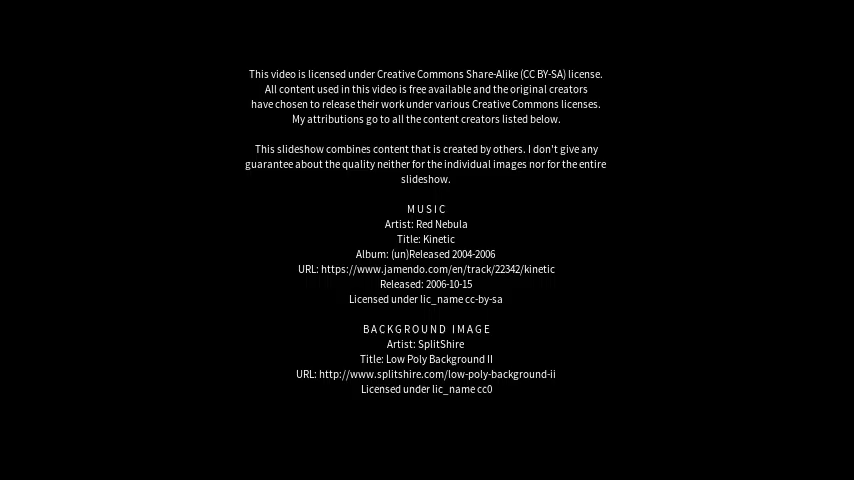 This video is licensed under Creative Commons Share-Alike (CC BY-SA) license.
All content used in this video is free available and the original creators
have chosen to release their work under various Creative Commons licenses.
My attributions go to all the content creators listed below.
This slideshow combines content that is created by others. I don't give any
guarantee about the quality neither for the individual images nor for the entire
slideshow.
MUSIC
Artist: Red Nebula
Title: Kinetic
Album: (un)Released 2004-2006
URL: https://www.jamendo.com/en/track/22342/kinetic
Released: 2006-10-15
Licensed under lic_name cc-by-sa
BACKGROUND IMAGE
Artist: SplitShire
Title: Low Poly Background II
URL: http://www.splitshire.com/low-poly-background-ii
Licensed under lic_name cc0